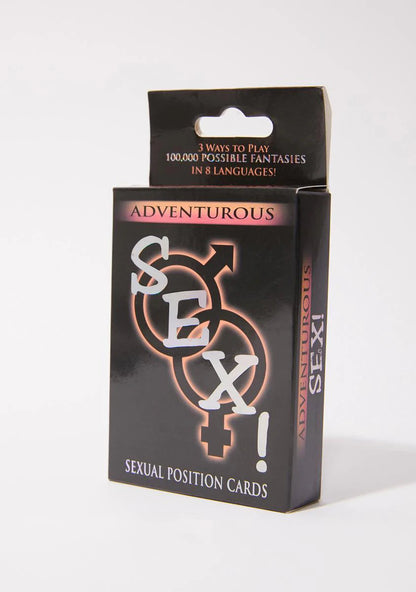 3 WAYS TO PLAY
100,000 POSSIBLE FANTASIES
IN 8 LANGUAGES!
ADVENTUROUS
SEX!
SEXUAL POSITION CARDS
ADVENTUROUS
SEX!